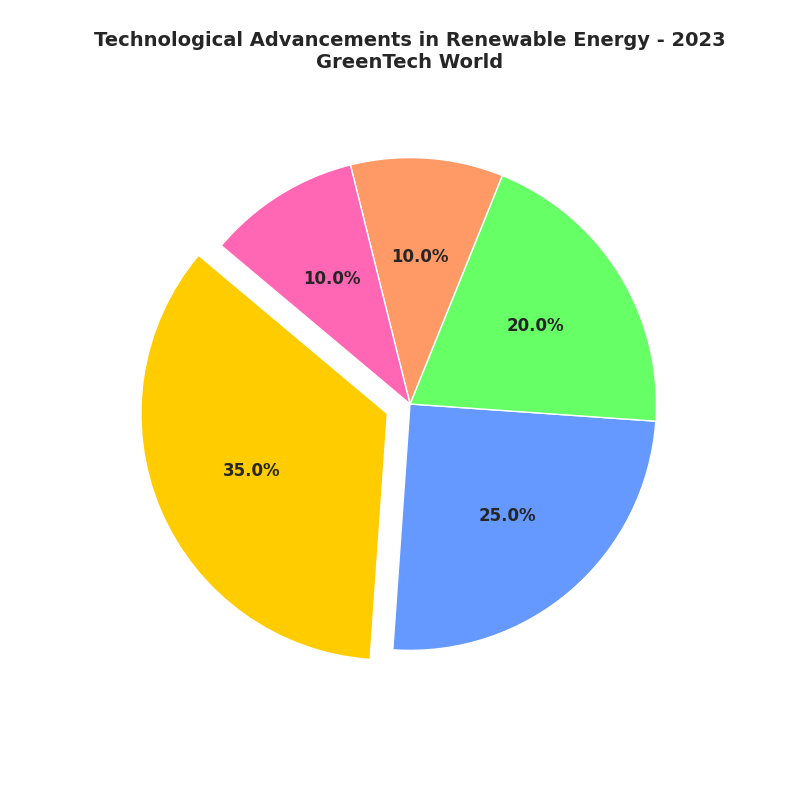 Technological Advancements in Renewable Energy - 2023
GreenTech World
10.0%
10.0%
20.0%
35.0%
25.0%